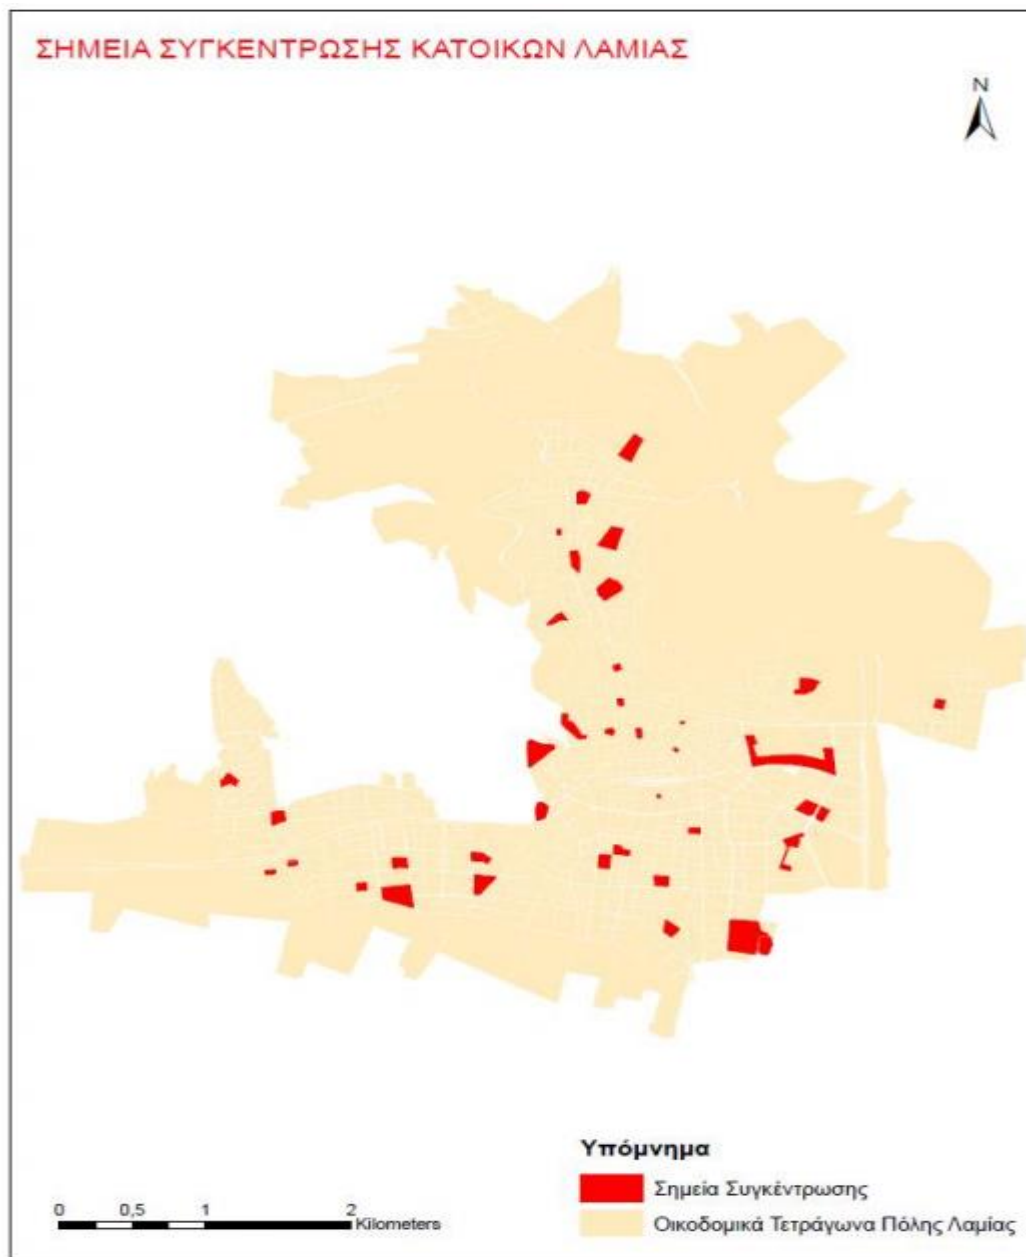 ΣΗΜΕΙΑ ΣΥΓΚΕΝΤΡΩΣΗΣ ΚΑΤΟΙΚΩΝ ΛΑΜΙΑΣ
N
Υπόμνημα
Σημεία Συγκέντρωσης
Οικοδομικά Τετράγωνα Πόλης Λαμίας
0 0,5 1 2
Kilometers